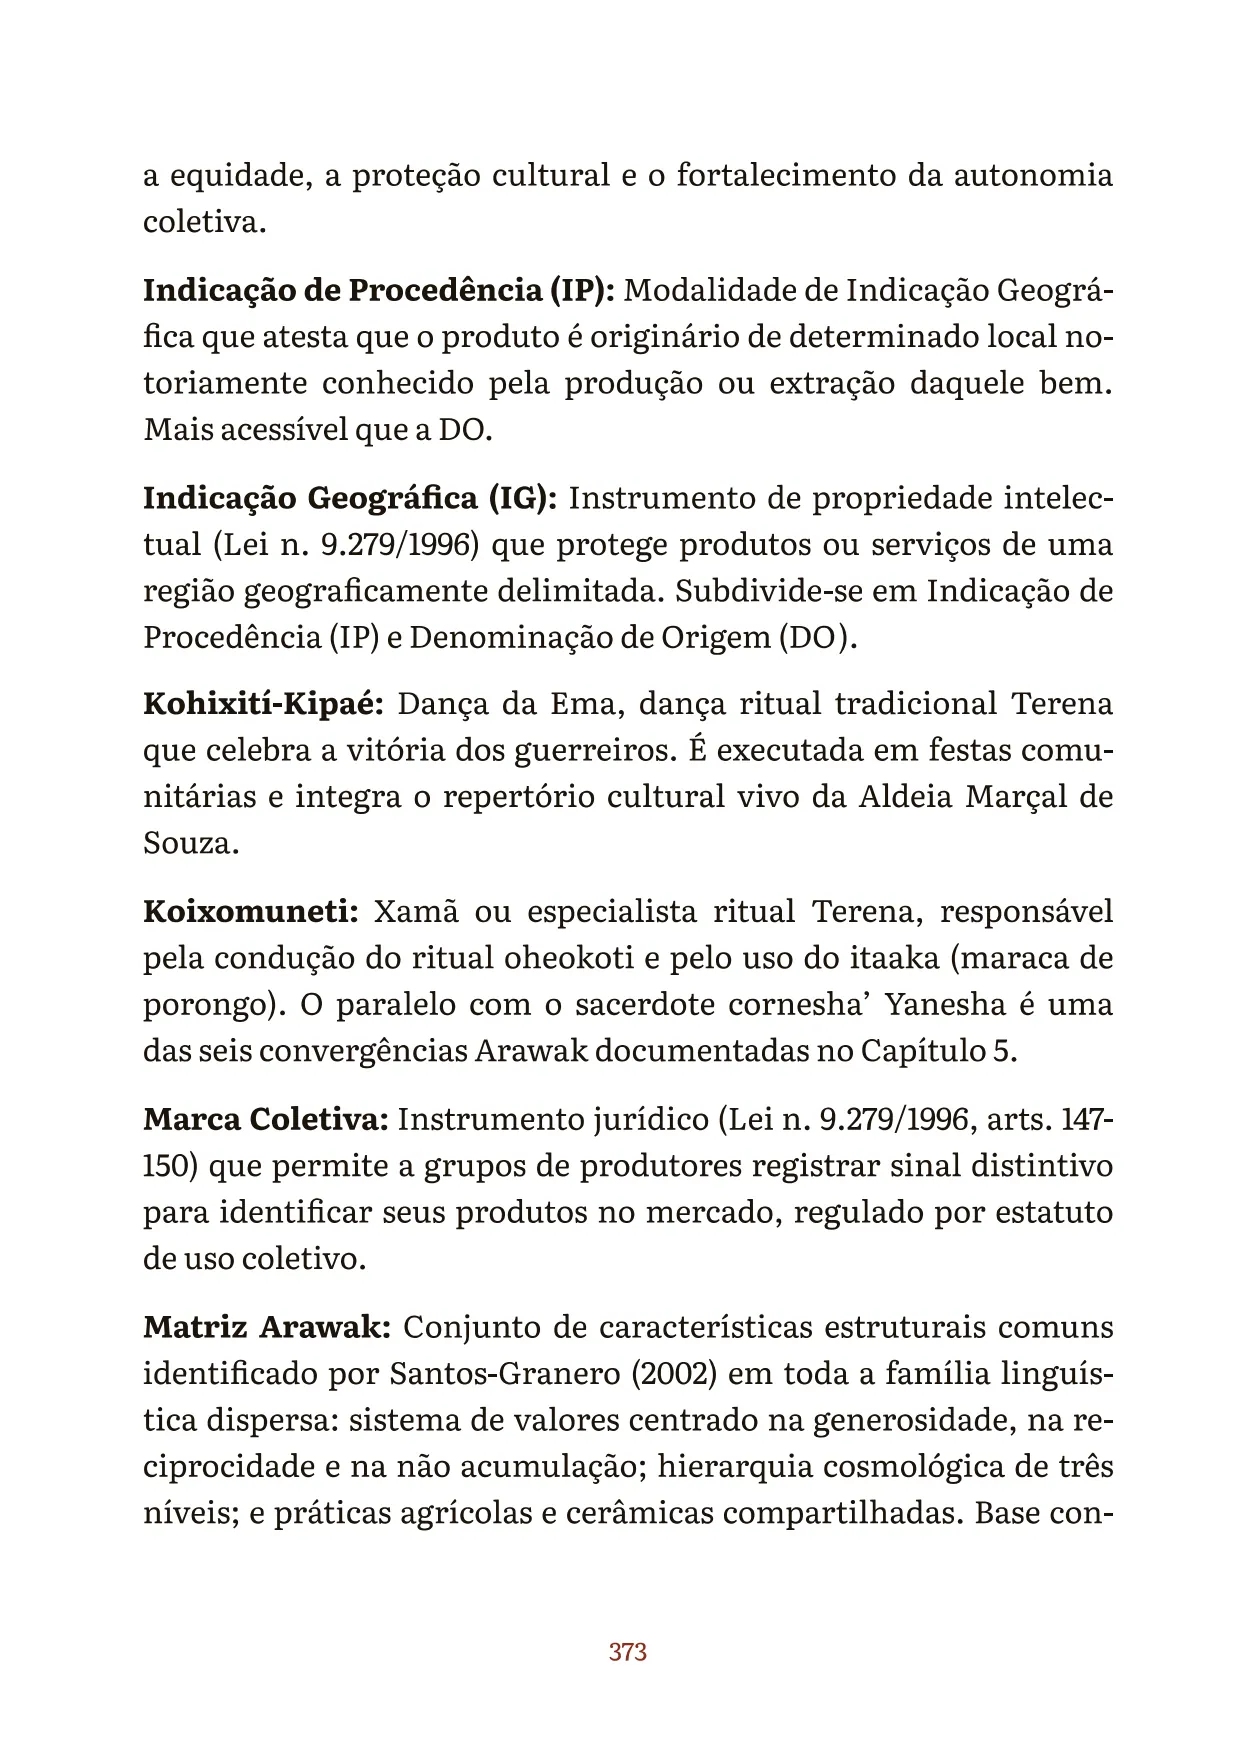 a equidade, a proteção cultural e o fortalecimento da autonomia
coletiva.
Indicação de Procedência (IP): Modalidade de Indicação Geográ-
fica que atesta que o produto é originário de determinado local no-
toriamente conhecido pela produção ou extração daquele bem.
Mais acessível que a DO.
Indicação Geográfica (IG): Instrumento de propriedade intelec-
tual (Lei n. 9.279/1996) que protege produtos ou serviços de uma
região geograficamente delimitada. Subdivide-se em Indicação de
Procedência (IP) e Denominação de Origem (DO).
Kohixití-Kipaé: Dança da Ema, dança ritual tradicional Terena
que celebra a vitória dos guerreiros. É executada em festas comu-
nitárias e integra o repertório cultural vivo da Aldeia Marçal de
Souza.
Koixomuneti: Xamã ou especialista ritual Terena, responsável
pela condução do ritual oheokoti e pelo uso do itaaka (maraca de
porongo). O paralelo com o sacerdote cornesha’ Yanesha é uma
das seis convergências Arawak documentadas no Capítulo 5.
Marca Coletiva: Instrumento jurídico (Lei n. 9.279/1996, arts. 147-
150) que permite a grupos de produtores registrar sinal distintivo
para identificar seus produtos no mercado, regulado por estatuto
de uso coletivo.
Matriz Arawak: Conjunto de características estruturais comuns
identificado por Santos-Granero (2002) em toda a família linguís-
tica dispersa: sistema de valores centrado na generosidade, na re-
ciprocidade e na não acumulação; hierarquia cosmológica de três
níveis; e práticas agrícolas e cerâmicas compartilhadas. Base con-
373